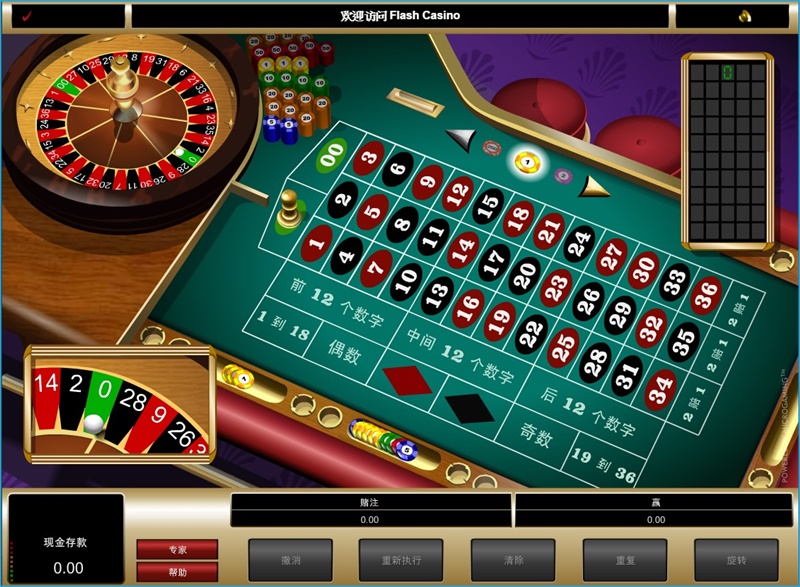 欢迎访问 Flash Casino
0
00 3 6 9 12 15 18 21 24 27 30 33 36 2 到 1
2 5 8 11 14 17 20 23 26 29 32 35 2 到 1
1 4 7 10 13 16 19 22 25 28 31 34 2 到 1
前 12 个数字
中间 12 个数字
后 12 个数字
1 到 18
偶数
奇数
19 到 36
14 2 0 28 9 26
赌注
0.00
赢
0.00
现金存款
0.00
专家
帮助
撤消
重新执行
清除
重复
旋转